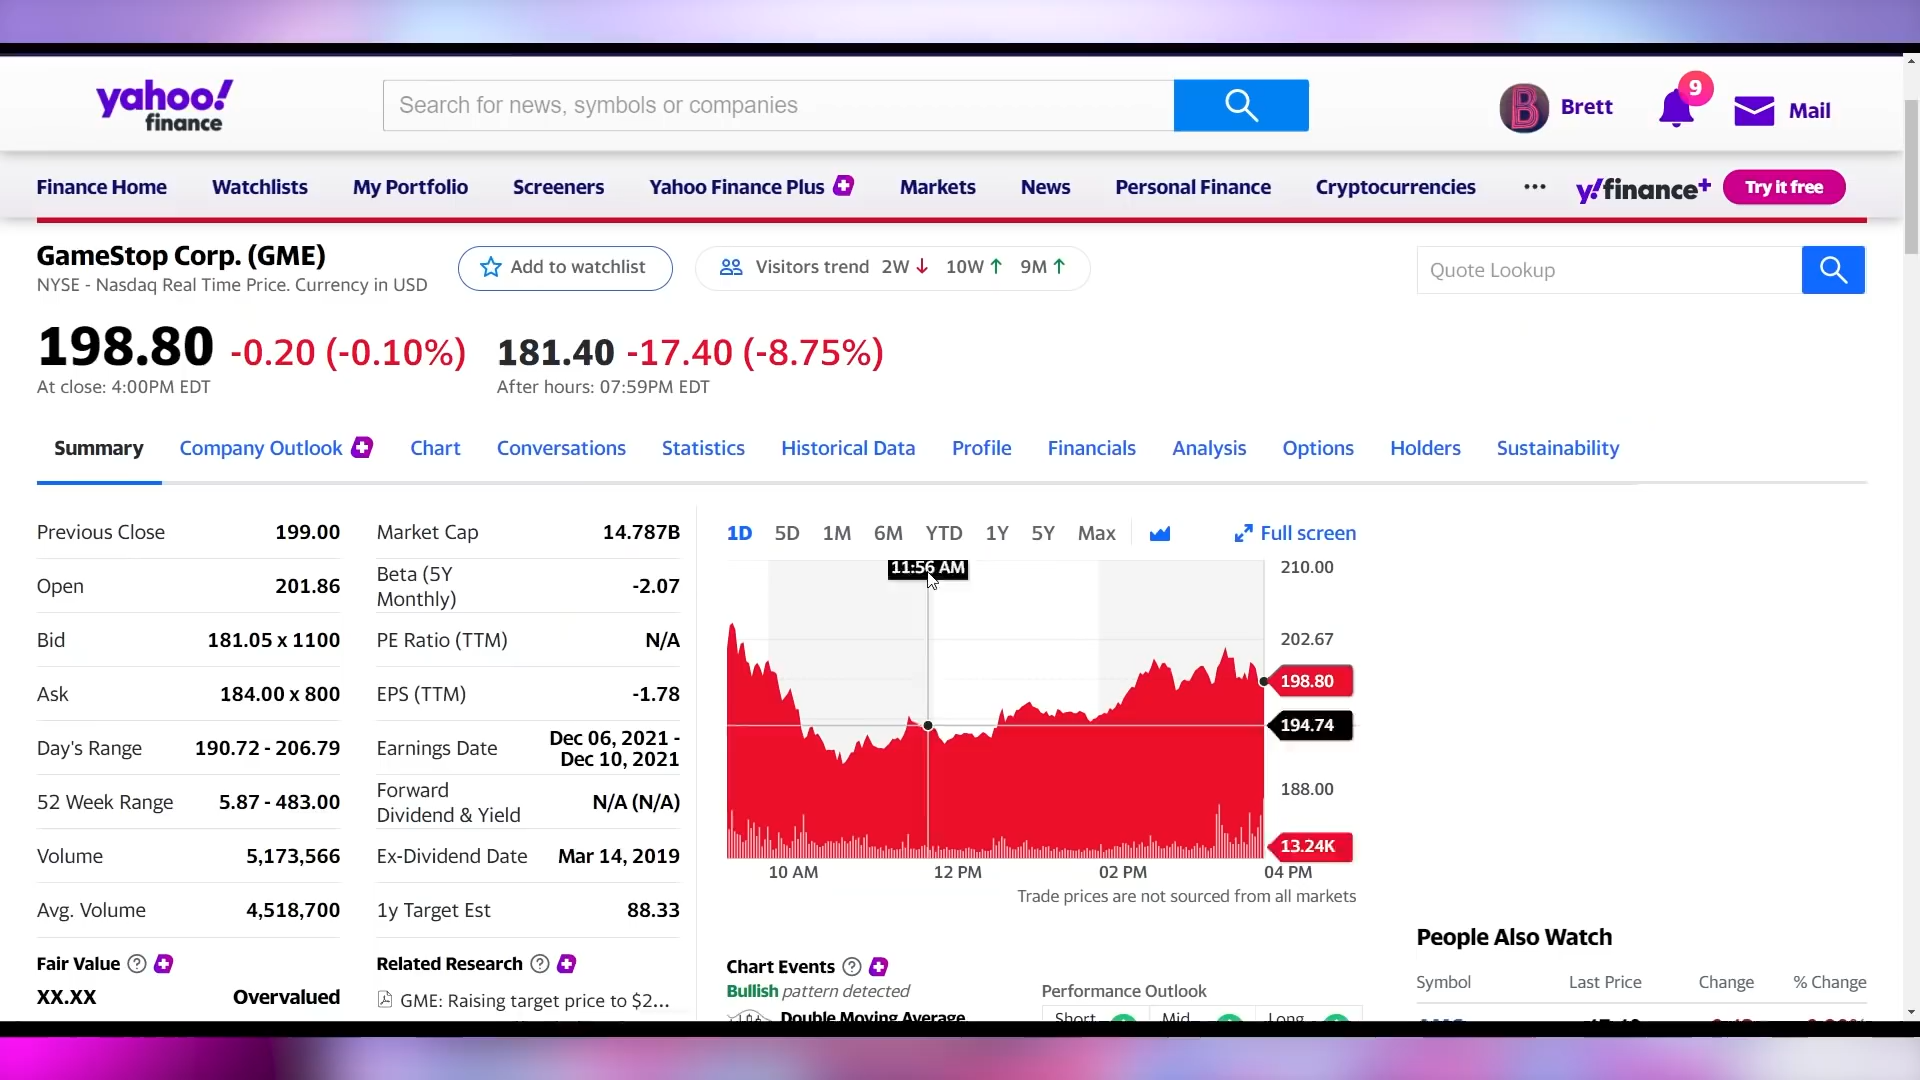 yahoo!
finance
Search for news, symbols or companies
B
Brett
9
Mail
Finance Home Watchlists My Portfolio Screeners Yahoo Finance Plus Markets News Personal Finance Cryptocurrencies ... y!finance+ Try it free
GameStop Corp. (GME)
NYSE - Nasdaq Real Time Price. Currency in USD
Add to watchlist
Visitors trend 2W ↓ 10W ↑ 9M ↑
Quote Lookup
198.80 -0.20 (-0.10%) 181.40 -17.40 (-8.75%)
At close: 4:00PM EDT After hours: 07:59PM EDT
Summary Company Outlook Chart Conversations Statistics Historical Data Profile Financials Analysis Options Holders Sustainability
Previous Close 199.00
Open 201.86
Bid 181.05 x 1100
Ask 184.00 x 800
Day's Range 190.72 - 206.79
52 Week Range 5.87 - 483.00
Volume 5,173,566
Avg. Volume 4,518,700
Market Cap 14.787B
Beta (5Y
Monthly) -2.07
PE Ratio (TTM) N/A
EPS (TTM) -1.78
Earnings Date Dec 06, 2021 -
Dec 10, 2021
Forward
Dividend & Yield N/A (N/A)
Ex-Dividend Date Mar 14, 2019
1y Target Est 88.33
Fair Value
XX.XX Overvalued
Related Research
GME: Raising target price to $2...
1D 5D 1M 6M YTD 1Y 5Y Max Full screen
11:56 AM
210.00
202.67
198.80
194.74
188.00
13.24K
10 AM 12 PM 02 PM 04 PM
Trade prices are not sourced from all markets
Chart Events
Bullish pattern detected
Double Moving Average
Performance Outlook
Short Mid Long
People Also Watch
Symbol Last Price Change % Change